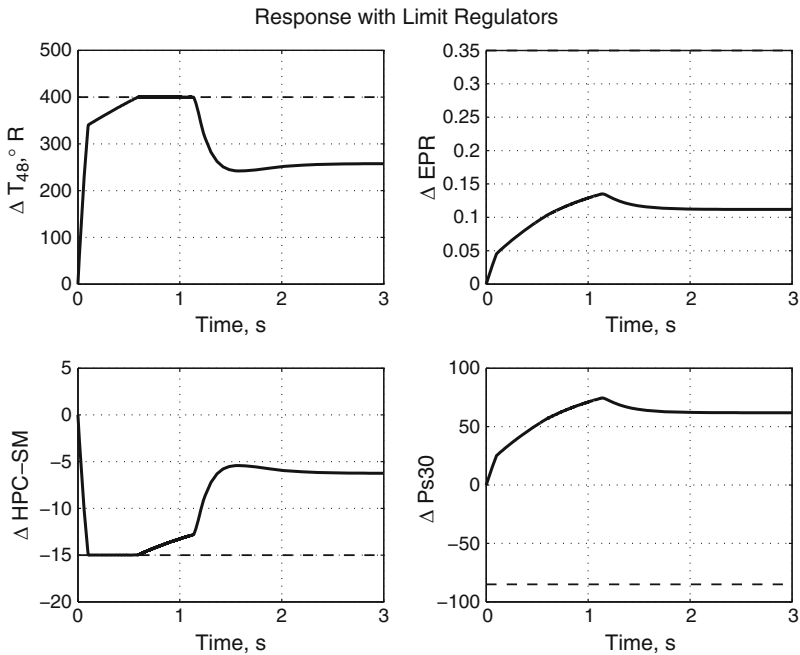 Response with Limit Regulators
Δ T48,° R
500
400
300
200
100
0
0 1 2 3
Time, s
Δ EPR
0.35
0.3
0.25
0.2
0.15
0.1
0.05
0
0 1 2 3
Time, s
Δ HPC−SM
5
0
−5
−10
−15
−20
0 1 2 3
Time, s
Δ Ps30
100
50
0
−50
−100
0 1 2 3
Time, s